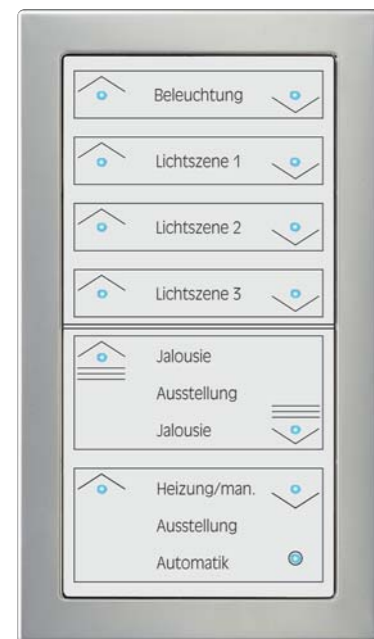 Beleuchtung
Lichtszene 1
Lichtszene 2
Lichtszene 3
Jalousie
Ausstellung
Jalousie
Heizung/man.
Ausstellung
Automatik